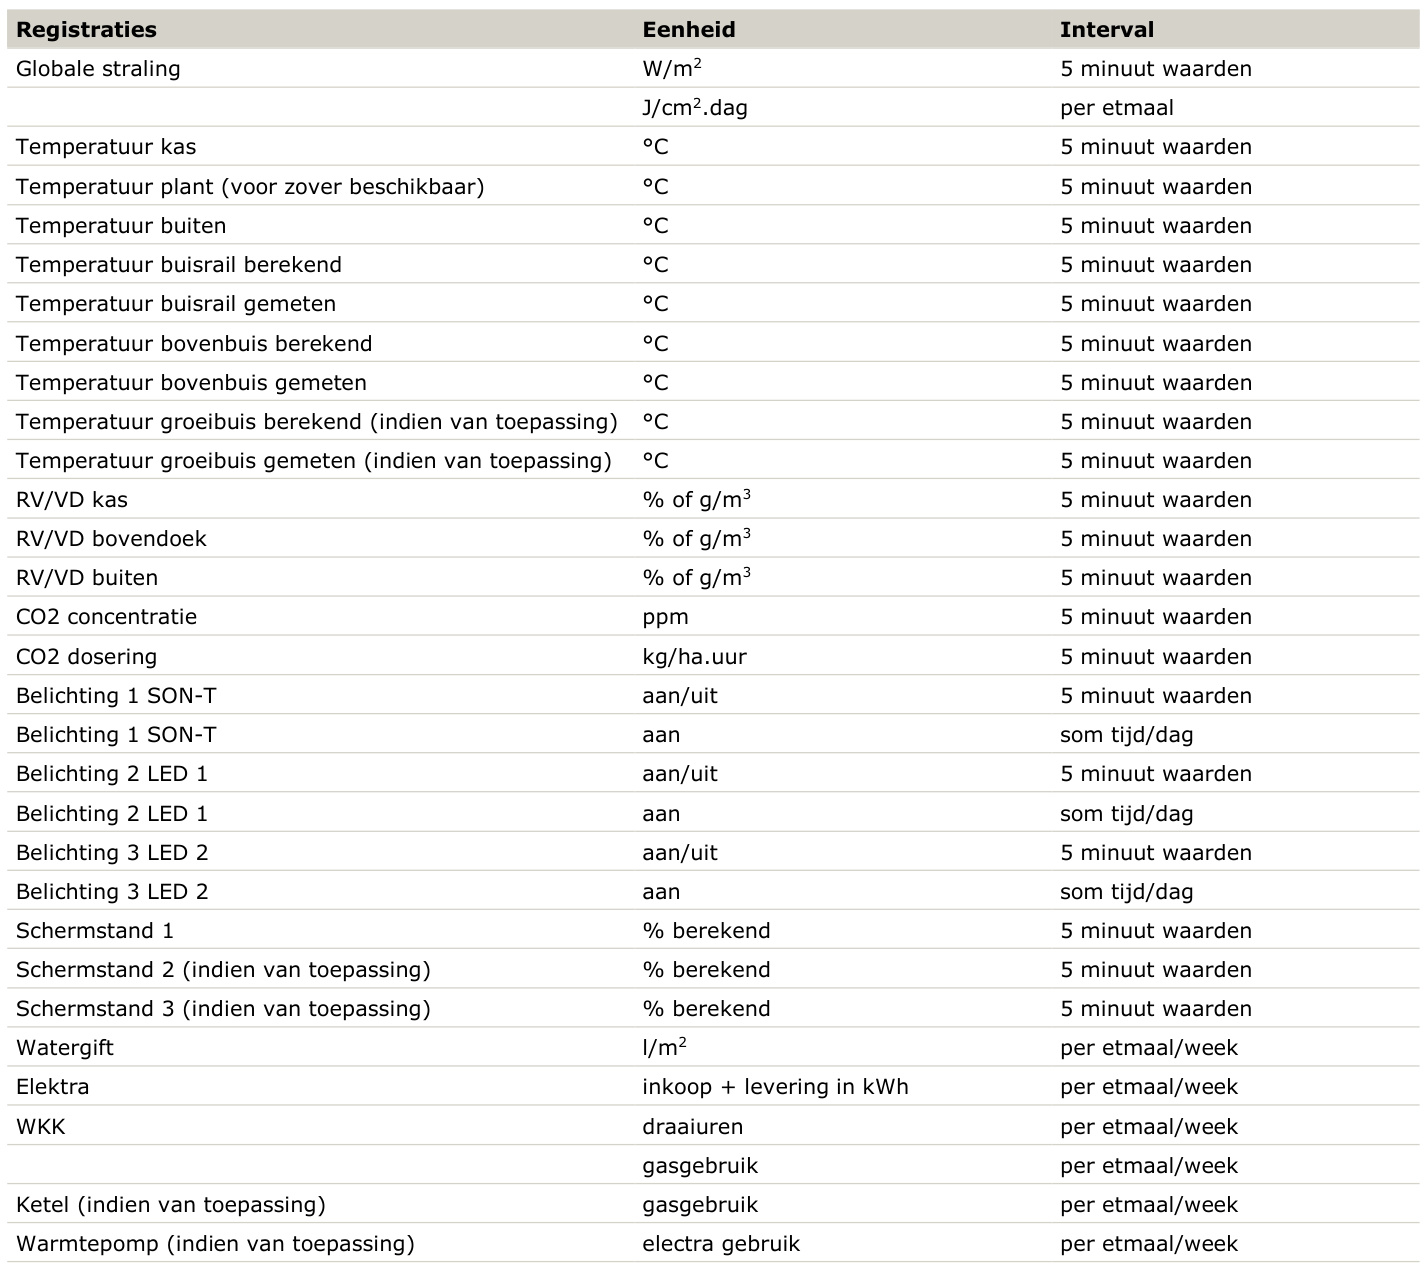 Registraties Eenheid Interval
Globale straling W/m² 5 minuut waarden
J/cm².dag per etmaal
Temperatuur kas °C 5 minuut waarden
Temperatuur plant (voor zover beschikbaar) °C 5 minuut waarden
Temperatuur buiten °C 5 minuut waarden
Temperatuur buisrail berekend °C 5 minuut waarden
Temperatuur buisrail gemeten °C 5 minuut waarden
Temperatuur bovenbuis berekend °C 5 minuut waarden
Temperatuur bovenbuis gemeten °C 5 minuut waarden
Temperatuur groeibuis berekend (indien van toepassing) °C 5 minuut waarden
Temperatuur groeibuis gemeten (indien van toepassing) °C 5 minuut waarden
RV/VD kas % of g/m³ 5 minuut waarden
RV/VD bovendoek % of g/m³ 5 minuut waarden
RV/VD buiten % of g/m³ 5 minuut waarden
CO2 concentratie ppm 5 minuut waarden
CO2 dosering kg/ha.uur 5 minuut waarden
Belichting 1 SON-T aan/uit 5 minuut waarden
Belichting 1 SON-T aan som tijd/dag
Belichting 2 LED 1 aan/uit 5 minuut waarden
Belichting 2 LED 1 aan som tijd/dag
Belichting 3 LED 2 aan/uit 5 minuut waarden
Belichting 3 LED 2 aan som tijd/dag
Schermstand 1 % berekend 5 minuut waarden
Schermstand 2 (indien van toepassing) % berekend 5 minuut waarden
Schermstand 3 (indien van toepassing) % berekend 5 minuut waarden
Watergift l/m² per etmaal/week
Elektra inkoop + levering in kWh per etmaal/week
WKK draaiuren per etmaal/week
gasgebruik per etmaal/week
Ketel (indien van toepassing) gasgebruik per etmaal/week
Warmtepomp (indien van toepassing) electra gebruik per etmaal/week